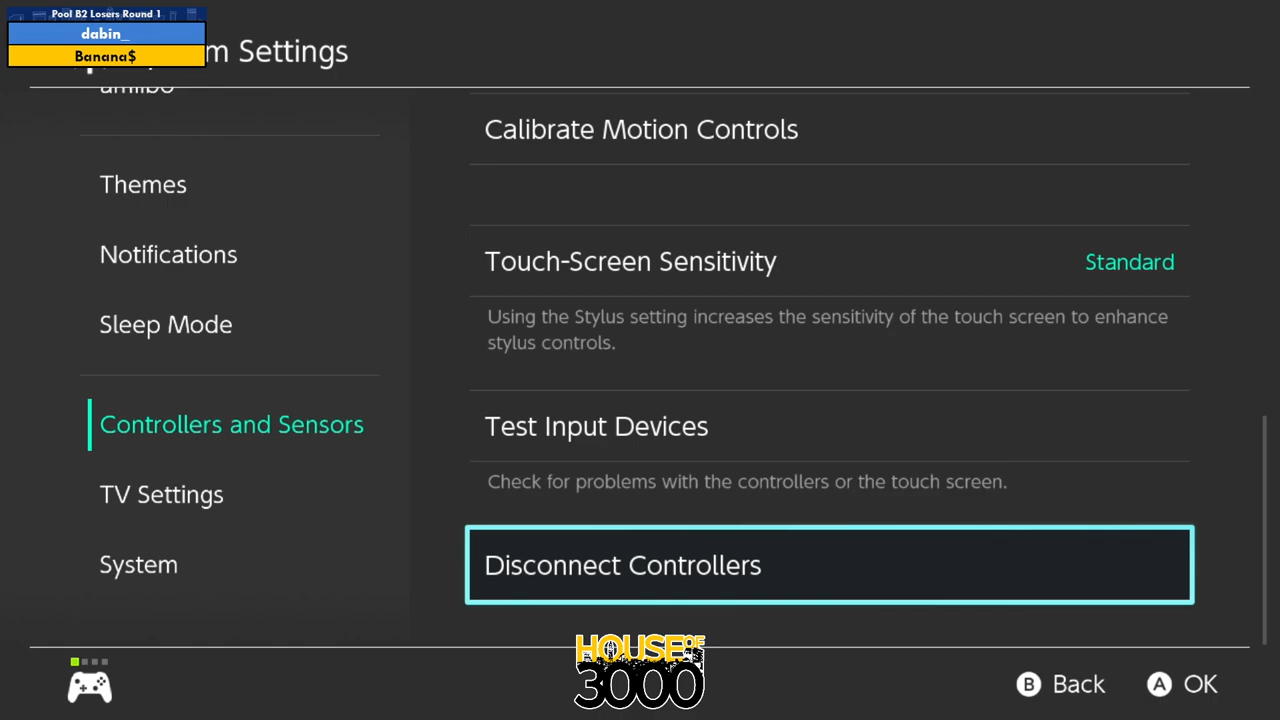 Pool B2 Losers Round 1
dabin_
Banana$
m Settings
amiibo
Themes
Notifications
Sleep Mode
Controllers and Sensors
TV Settings
System
Calibrate Motion Controls
Touch-Screen Sensitivity Standard
Using the Stylus setting increases the sensitivity of the touch screen to enhance
stylus controls.
Test Input Devices
Check for problems with the controllers or the touch screen.
Disconnect Controllers
HOUSE OF
3000
B Back A OK